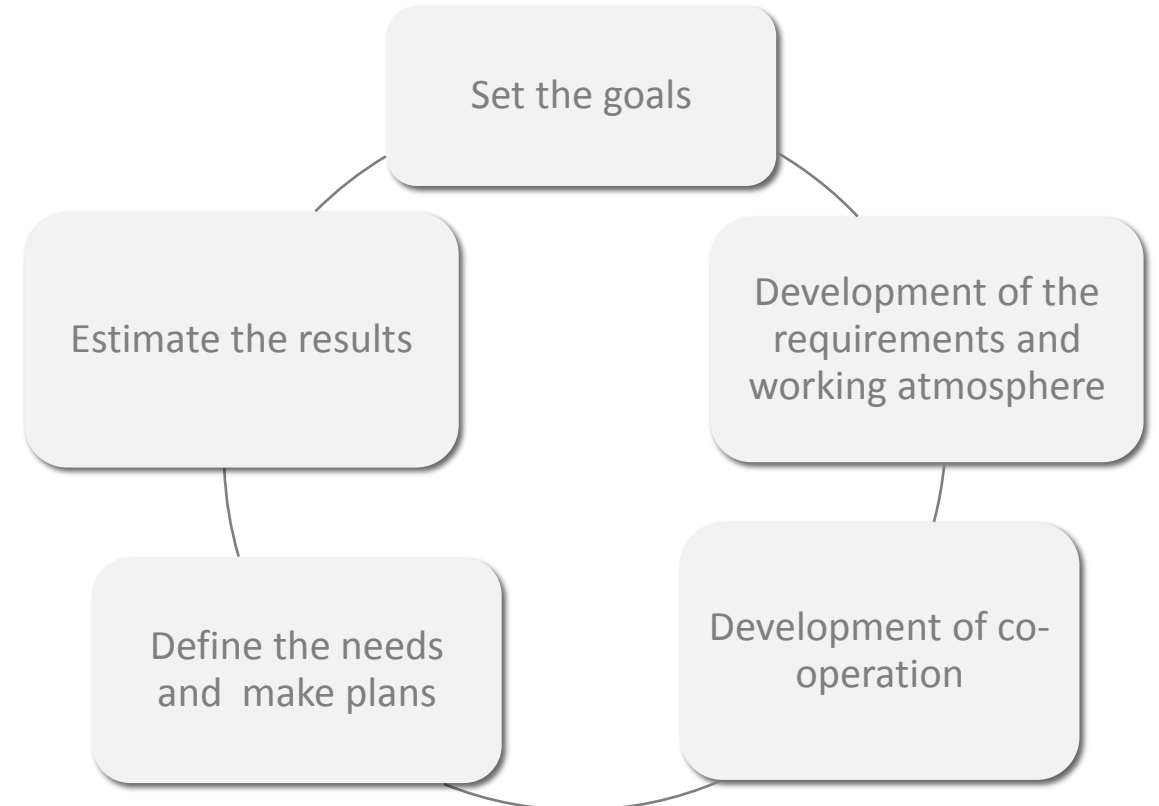 Set the goals
Development of the
requirements and
working atmosphere
Development of co-
operation
Define the needs
and  make plans
Estimate the results